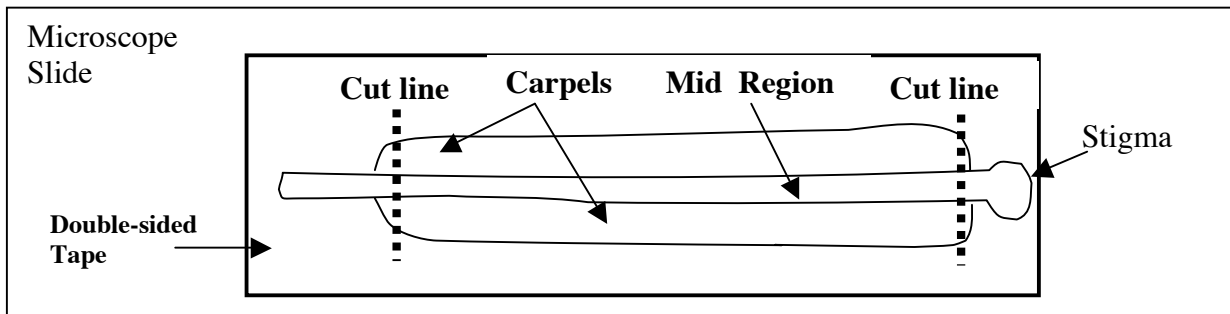 Microscope
Slide
Cut line
Carpels
Mid Region
Cut line
Stigma
Double-sided
Tape